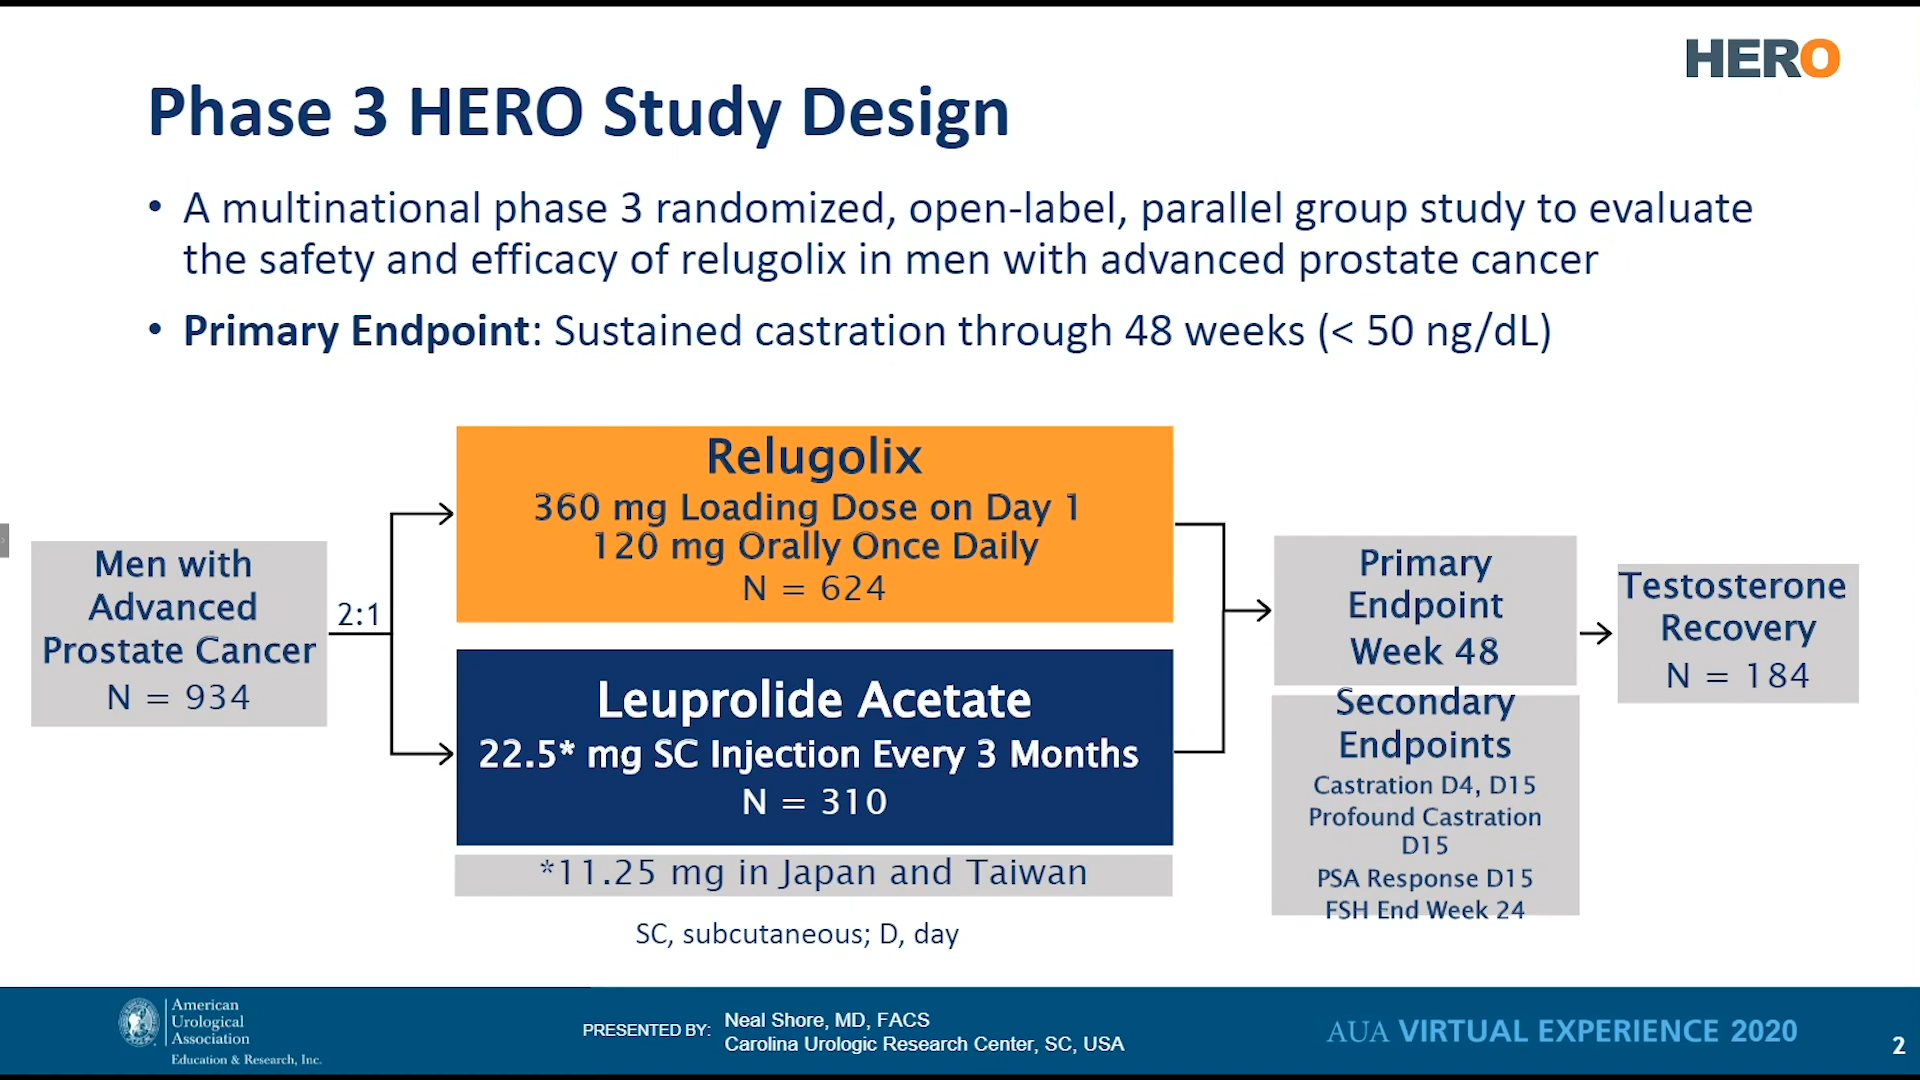 HERO
Phase 3 HERO Study Design
• A multinational phase 3 randomized, open-label, parallel group study to evaluate
the safety and efficacy of relugolix in men with advanced prostate cancer
• Primary Endpoint: Sustained castration through 48 weeks (< 50 ng/dL)
Men with
Advanced
Prostate Cancer
N = 934
2:1
Relugolix
360 mg Loading Dose on Day 1
120 mg Orally Once Daily
N = 624
Leuprolide Acetate
22.5* mg SC Injection Every 3 Months
N = 310
*11.25 mg in Japan and Taiwan
SC, subcutaneous; D, day
Primary
Endpoint
Week 48
Secondary
Endpoints
Castration D4, D15
Profound Castration
D15
PSA Response D15
FSH End Week 24
Testosterone
Recovery
N = 184
American
Urological
Association
Education & Research, Inc.
PRESENTED BY:
Neal Shore, MD, FACS
Carolina Urologic Research Center, SC, USA
AUA VIRTUAL EXPERIENCE 2020
2